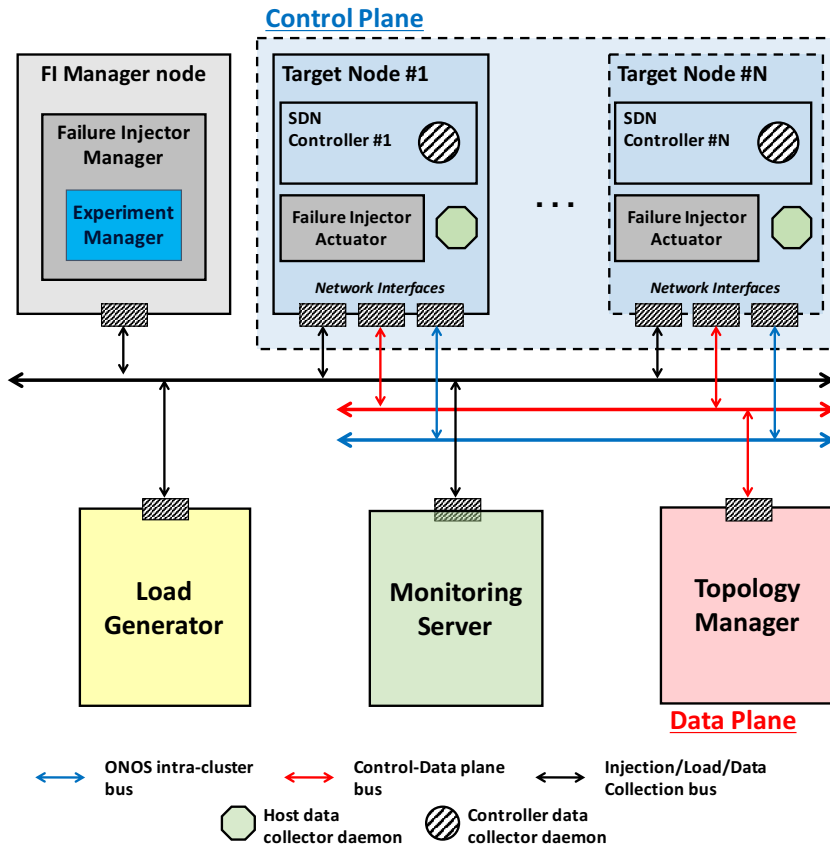 Control Plane
FI Manager node
Failure Injector
Manager
Experiment
Manager
Target Node #1
SDN
Controller #1
Failure Injector
Actuator
Network Interfaces
...
Target Node #N
SDN
Controller #N
Failure Injector
Actuator
Network Interfaces
Load
Generator
Monitoring
Server
Topology
Manager
Data Plane
ONOS intra-cluster
bus
Control-Data plane
bus
Injection/Load/Data
Collection bus
Host data
collector daemon
Controller data
collector daemon